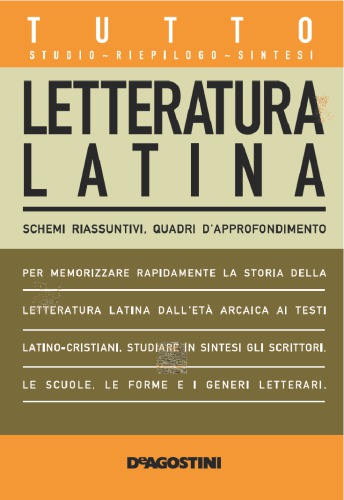 TUTTO
STUDIO~RIEPILOGO~SINTESI
LETTERATURA
LATINA
SCHEMI RIASSUNTIVI, QUADRI D'APPROFONDIMENTO
PER MEMORIZZARE RAPIDAMENTE LA STORIA DELLA
LETTERATURA LATINA DALL'ETÀ ARCAICA AI TESTI
LATINO-CRISTIANI, STUDIARE IN SINTESI GLI SCRITTORI,
LE SCUOLE, LE FORME E I GENERI LETTERARI.
DEAGOSTINI